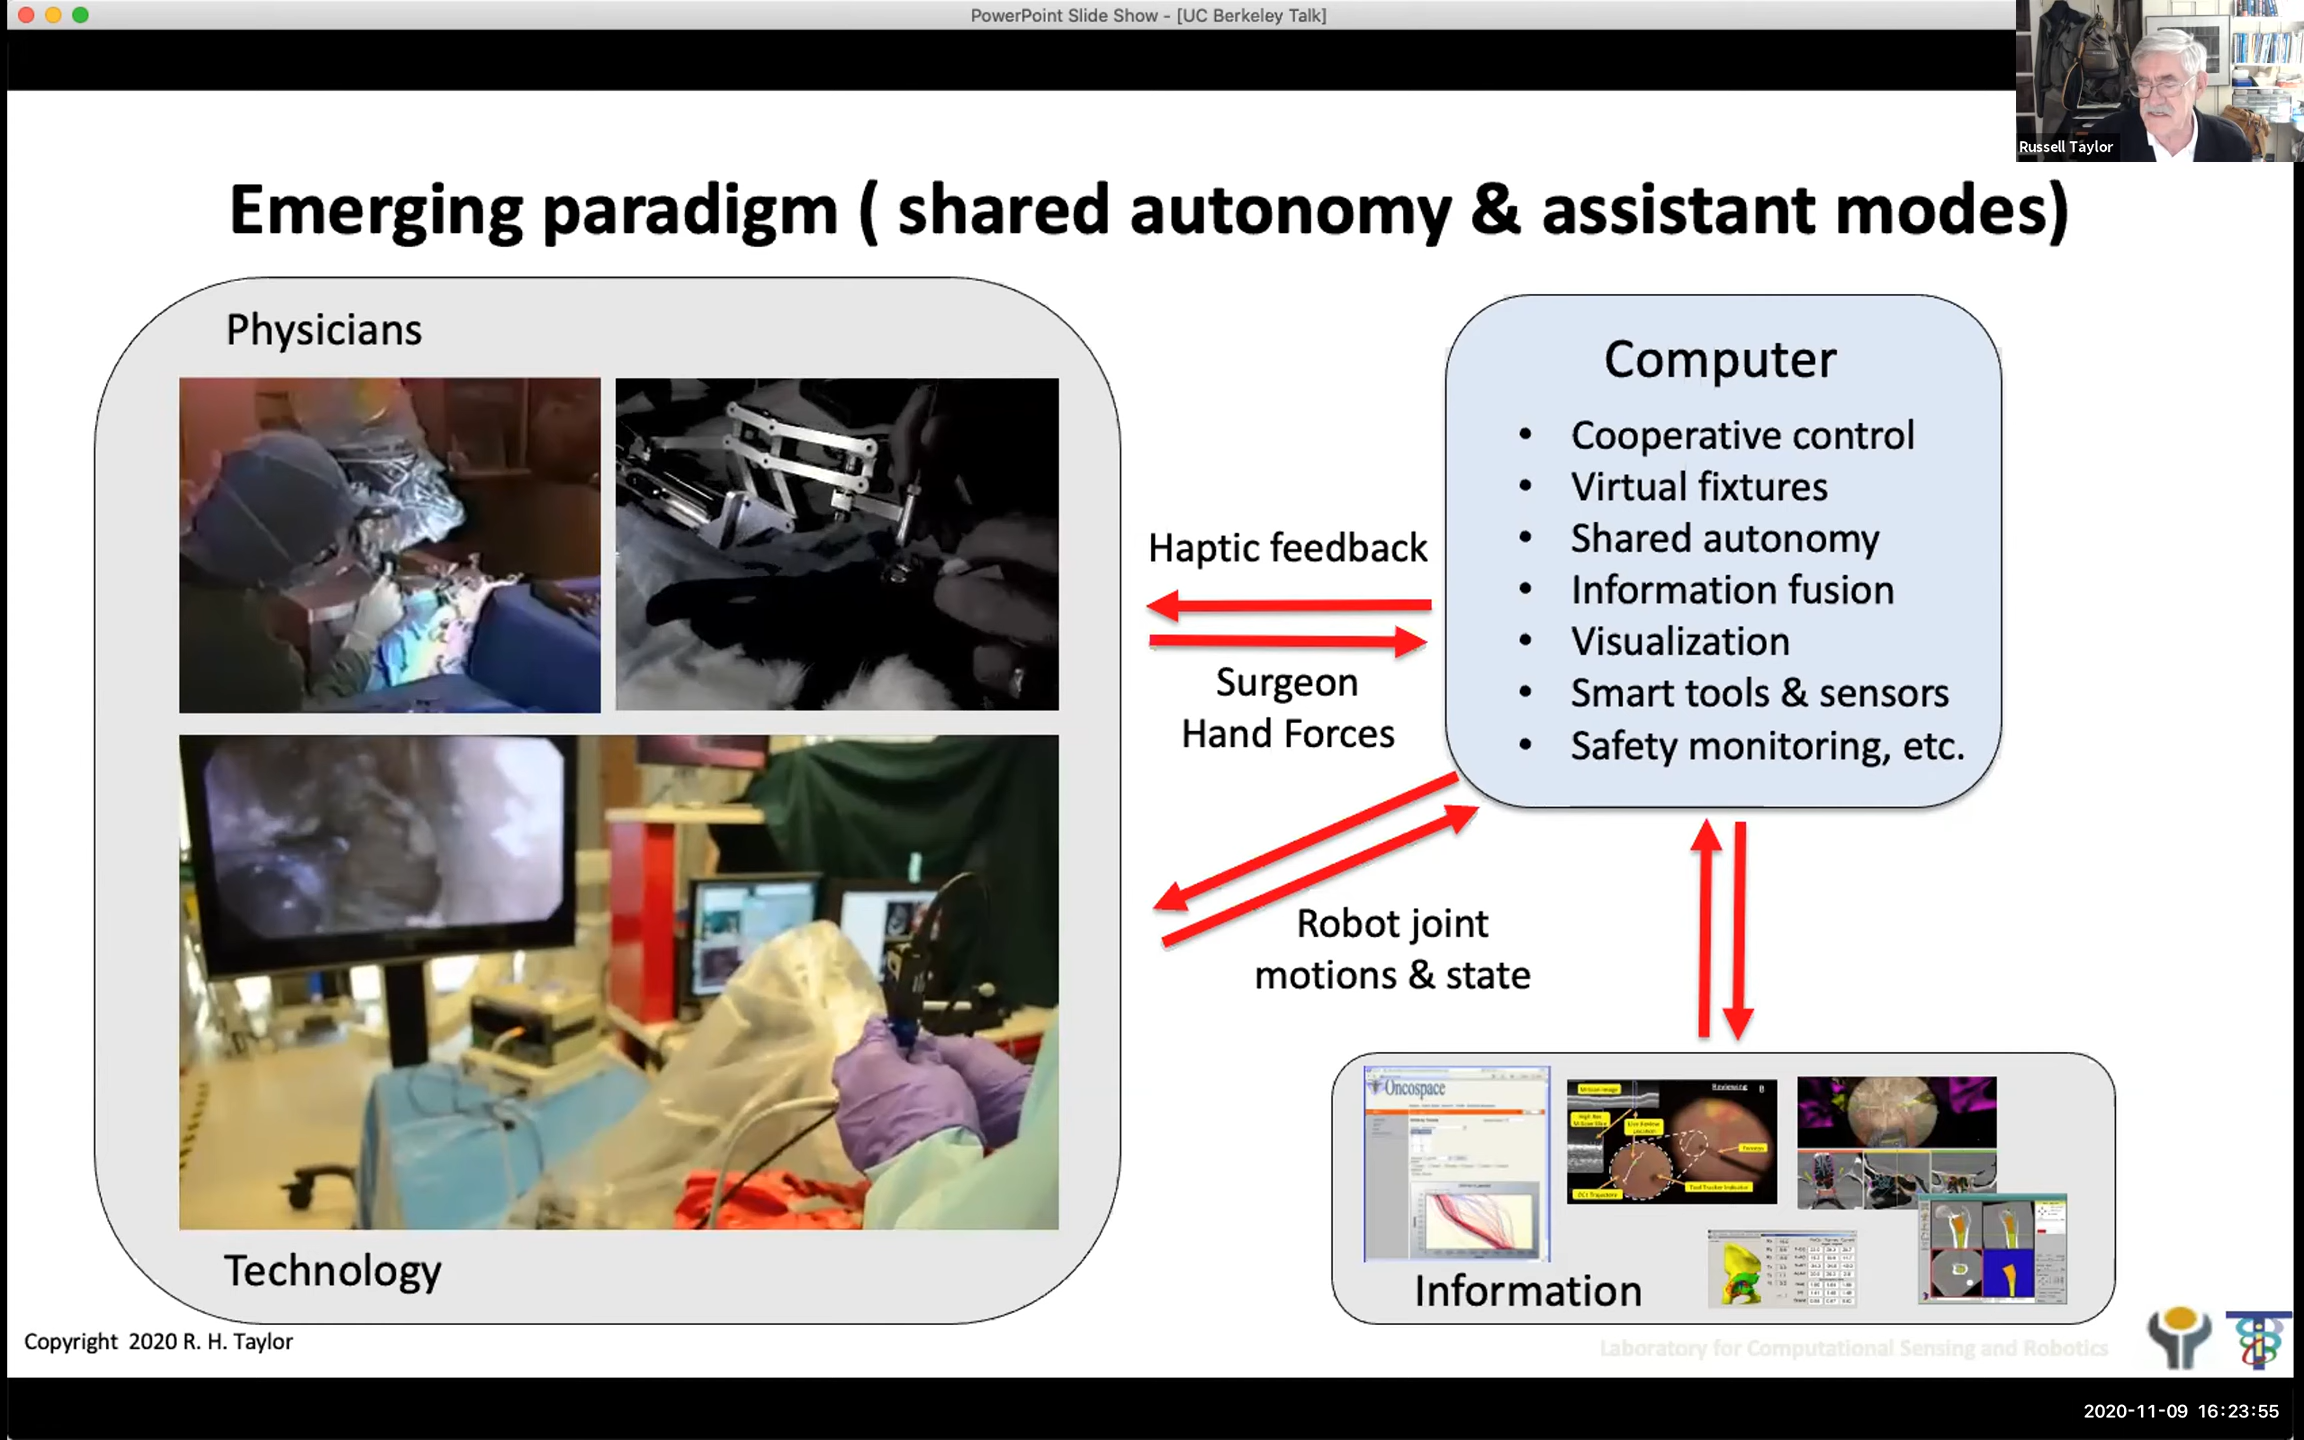 PowerPoint Slide Show - [UC Berkeley Talk]
Russell Taylor
Emerging paradigm ( shared autonomy & assistant modes)
Physicians
Technology
Haptic feedback
Surgeon
Hand Forces
Robot joint
motions & state
Computer
• Cooperative control
• Virtual fixtures
• Shared autonomy
• Information fusion
• Visualization
• Smart tools & sensors
• Safety monitoring, etc.
Oncospace
Reviewing
Information
Copyright 2020 R. H. Taylor
Laboratory for Computational Sensing and Robotics
2020-11-09 16:23:55